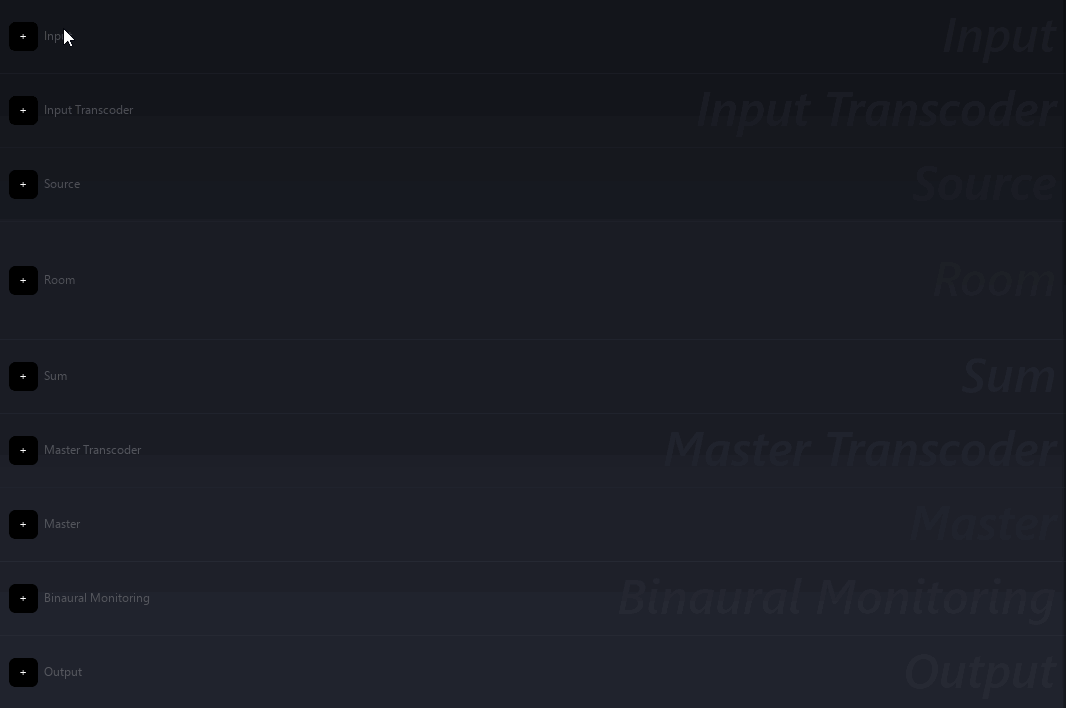 + Input Input
+ Input Transcoder Input Transcoder
+ Source Source
+ Room Room
+ Sum Sum
+ Master Transcoder Master Transcoder
+ Master Master
+ Binaural Monitoring Binaural Monitoring
+ Output Output